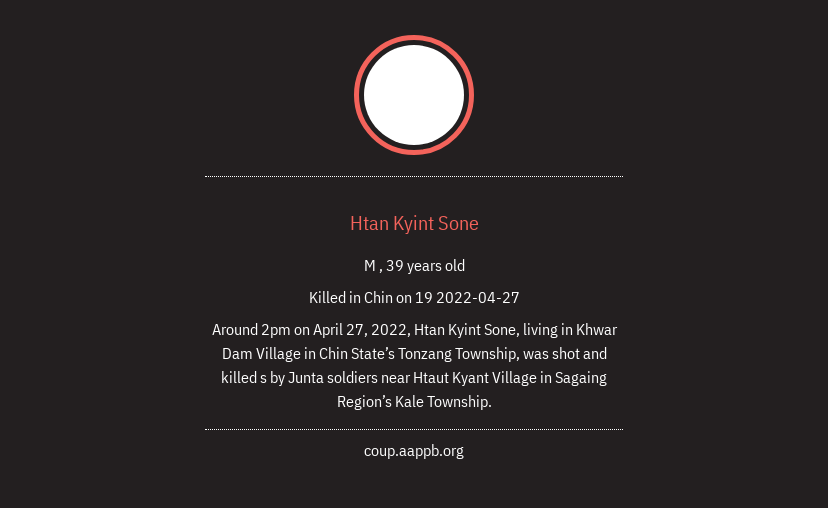 Htan Kyint Sone
M , 39 years old
Killed in Chin on 19 2022-04-27
Around 2pm on April 27, 2022, Htan Kyint Sone, living in Khwar
Dam Village in Chin State’s Tonzang Township, was shot and
killed s by Junta soldiers near Htaut Kyant Village in Sagaing
Region’s Kale Township.
coup.aappb.org